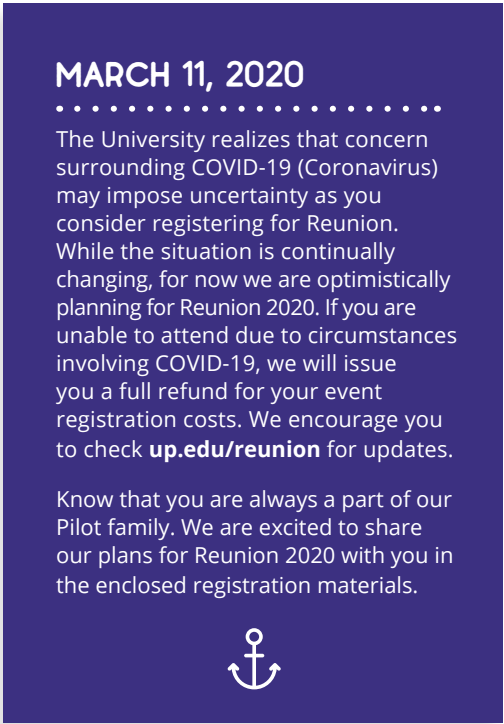 MARCH 11, 2020
The University realizes that concern
surrounding COVID-19 (Coronavirus)
may impose uncertainty as you
consider registering for Reunion.
While the situation is continually
changing, for now we are optimistically
planning for Reunion 2020. If you are
unable to attend due to circumstances
involving COVID-19, we will issue
you a full refund for your event
registration costs. We encourage you
to check up.edu/reunion for updates.
Know that you are always a part of our
Pilot family. We are excited to share
our plans for Reunion 2020 with you in
the enclosed registration materials.